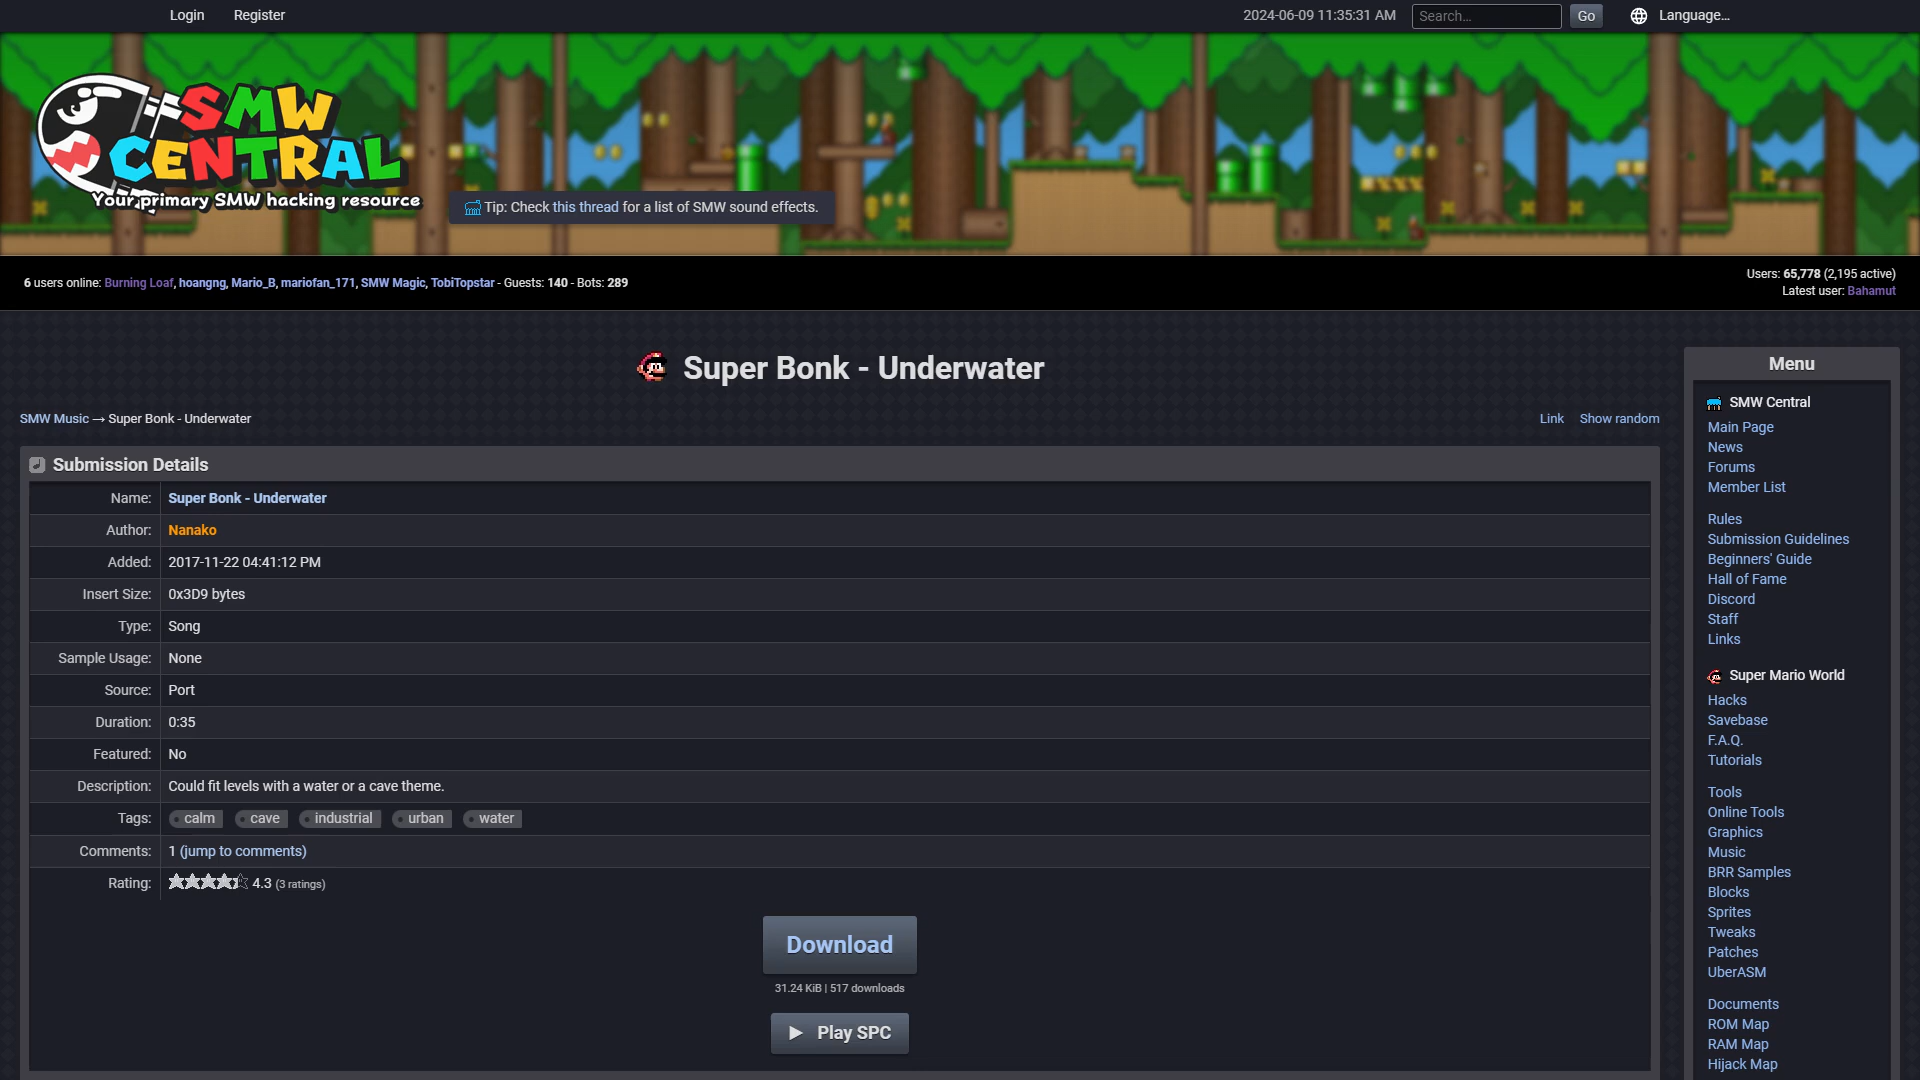 Login
Register
2024-06-09 11:35:31 AM
Search...
Go
Language...
SMW
CENTRAL
Your primary SMW hacking resource
Tip: Check this thread for a list of SMW sound effects.
6 users online: Burning Loaf, hoangng, Mario_B, mariofan_171, SMW Magic, TobiTopstar - Guests: 140 - Bots: 289
Users: 65,778 (2,195 active)
Latest user: Bahamut
Super Bonk - Underwater
SMW Music → Super Bonk - Underwater
Link
Show random
Submission Details
Name: Super Bonk - Underwater
Author: Nanako
Added: 2017-11-22 04:41:12 PM
Insert Size: 0x3D9 bytes
Type: Song
Sample Usage: None
Source: Port
Duration: 0:35
Featured: No
Description: Could fit levels with a water or a cave theme.
Tags: calm cave industrial urban water
Comments: 1 (jump to comments)
Rating: 4.3 (3 ratings)
Download
31.24 KiB | 517 downloads
Play SPC
Menu
SMW Central
Main Page
News
Forums
Member List
Rules
Submission Guidelines
Beginners' Guide
Hall of Fame
Discord
Staff
Links
Super Mario World
Hacks
Savebase
F.A.Q.
Tutorials
Tools
Online Tools
Graphics
Music
BRR Samples
Blocks
Sprites
Tweaks
Patches
UberASM
Documents
ROM Map
RAM Map
Hijack Map